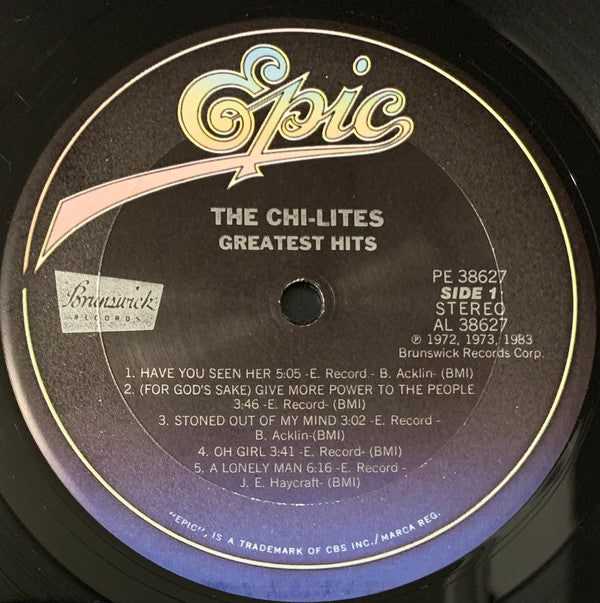 Epic
THE CHI-LITES
GREATEST HITS
Brunswick
RECORDS
PE 38627
SIDE 1
STEREO
AL 38627
℗ 1972, 1973, 1983
Brunswick Records Corp.
1. HAVE YOU SEEN HER 5:05 -E. Record - B. Acklin- (BMI)
2. (FOR GOD'S SAKE) GIVE MORE POWER TO THE PEOPLE
3:46 -E. Record- (BMI)
3. STONED OUT OF MY MIND 3:02 -E. Record -
B. Acklin-(BMI)
4. OH GIRL 3:41 -E. Record- (BMI)
5. A LONELY MAN 6:16 -E. Record -
J. E. Haycraft- (BMI)
"EPIC", IS A TRADEMARK OF CBS INC./MARCA REG.